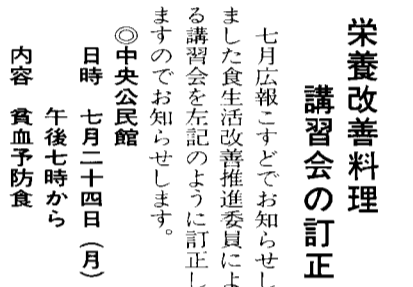 栄養改善料理
講習会の訂正
七月広報こすどでお知らせし
ました食生活改善推進委員によ
る講習会を左記のように訂正し
ますのでお知らせします。
◎中央公民館
日時　七月二十四日（月）
午後七時から
内容　貧血予防食